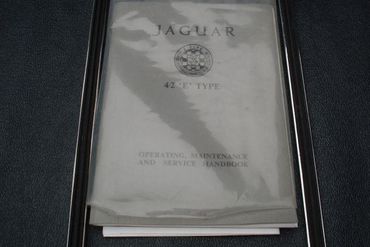 JAGUAR
4·2 'E' TYPE
OPERATING, MAINTENANCE
AND SERVICE HANDBOOK